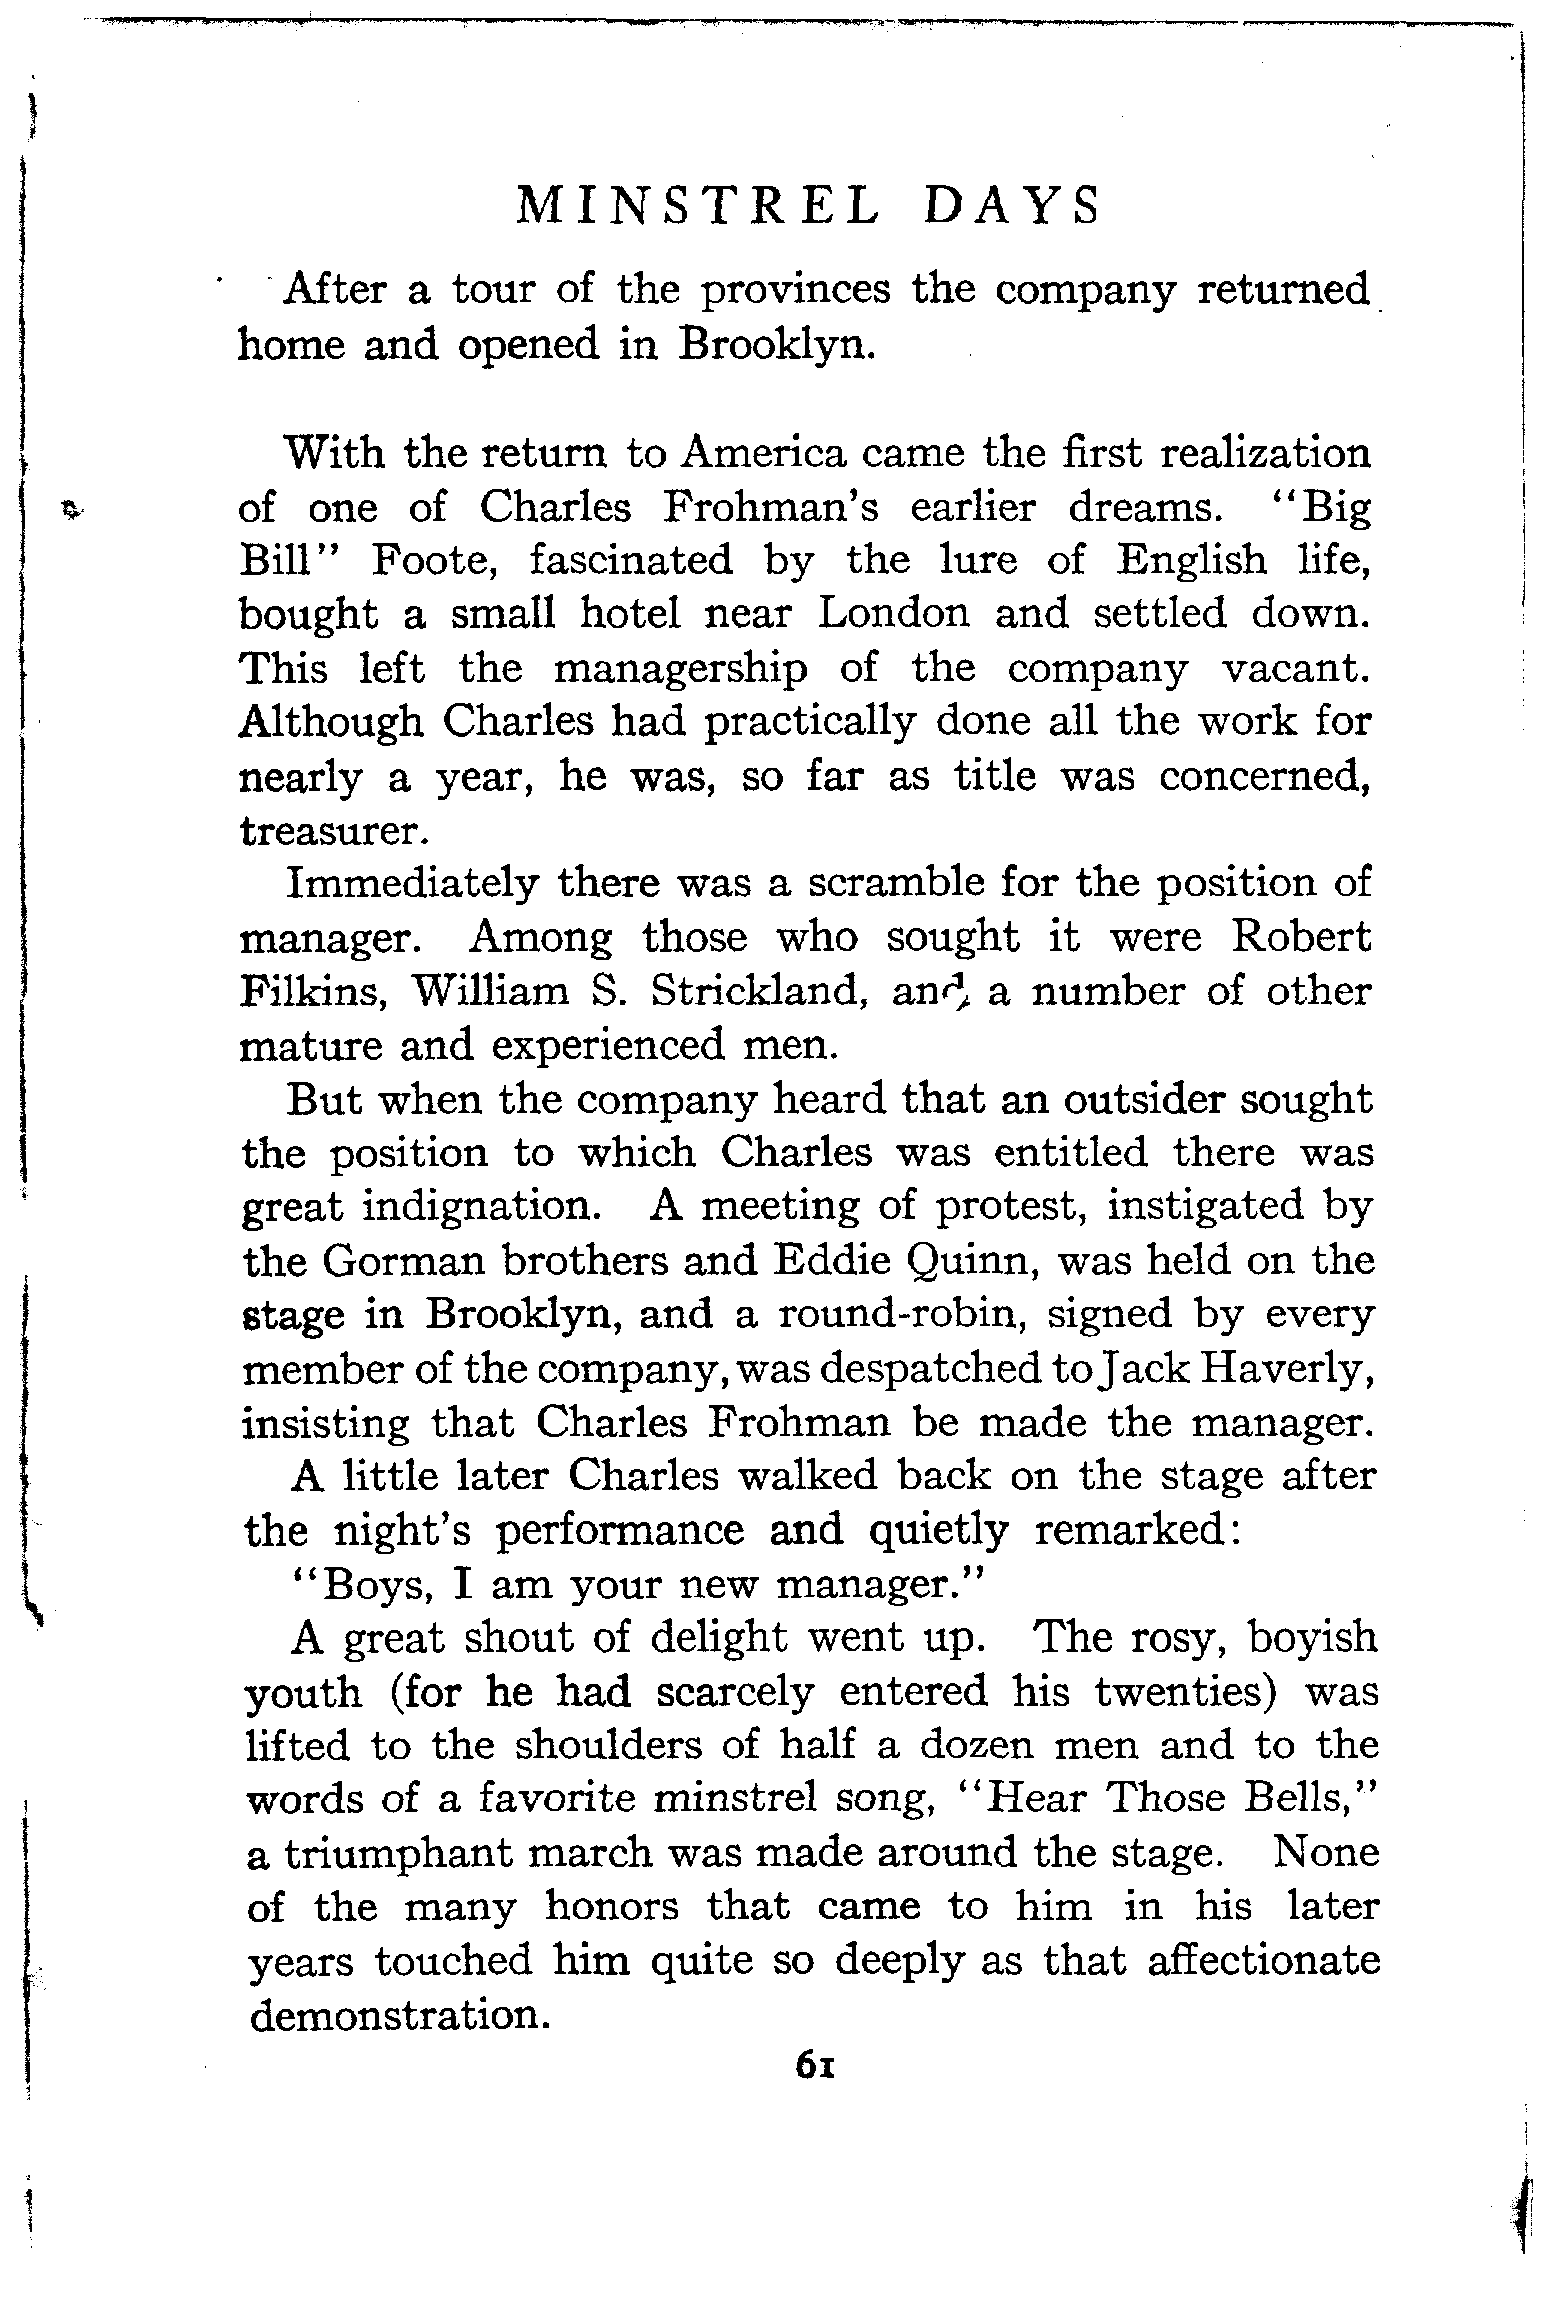 MINSTREL DAYS
After a tour of the provinces the company returned
home and opened in Brooklyn.
With the return to America came the first realization
of one of Charles Frohman's earlier dreams. "Big
Bill" Foote, fascinated by the lure of English life,
bought a small hotel near London and settled down.
This left the managership of the company vacant.
Although Charles had practically done all the work for
nearly a year, he was, so far as title was concerned,
treasurer.
Immediately there was a scramble for the position of
manager. Among those who sought it were Robert
Filkins, William S. Strickland, and a number of other
mature and experienced men.
But when the company heard that an outsider sought
the position to which Charles was entitled there was
great indignation. A meeting of protest, instigated by
the Gorman brothers and Eddie Quinn, was held on the
stage in Brooklyn, and a round-robin, signed by every
member of the company, was despatched to Jack Haverly,
insisting that Charles Frohman be made the manager.
A little later Charles walked back on the stage after
the night's performance and quietly remarked:
"Boys, I am your new manager."
A great shout of delight went up. The rosy, boyish
youth (for he had scarcely entered his twenties) was
lifted to the shoulders of half a dozen men and to the
words of a favorite minstrel song, "Hear Those Bells,"
a triumphant march was made around the stage. None
of the many honors that came to him in his later
years touched him quite so deeply as that affectionate
demonstration.
61